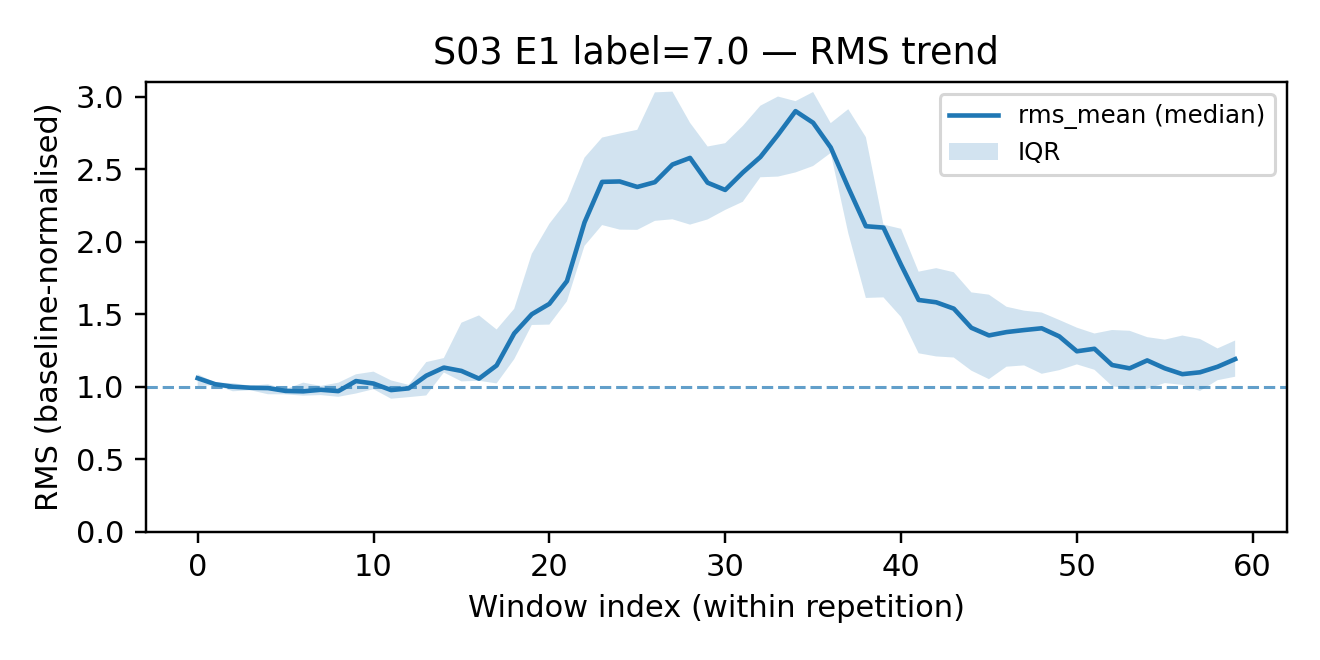 S03 E1 label=7.0 — RMS trend
RMS (baseline-normalised)
3.0
2.5
2.0
1.5
1.0
0.5
0.0
rms_mean (median)
IQR
0 10 20 30 40 50 60
Window index (within repetition)